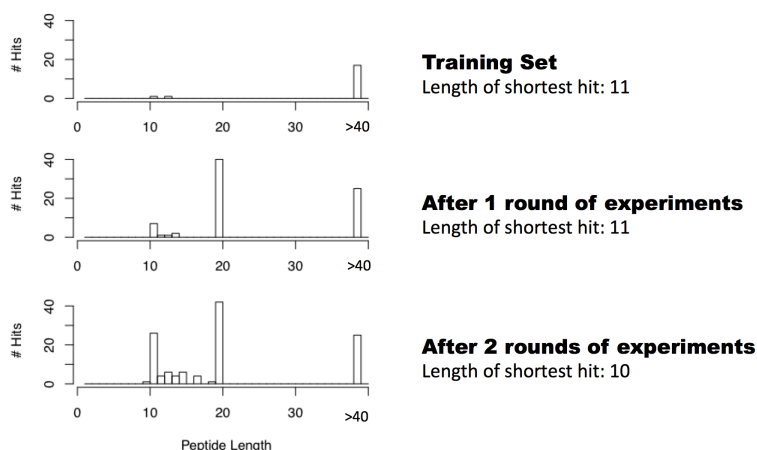 # Hits
40
20
0
0 10 20 30 >40
Training Set
Length of shortest hit: 11
# Hits
40
20
0
0 10 20 30 >40
After 1 round of experiments
Length of shortest hit: 11
# Hits
40
20
0
0 10 20 30 >40
Peptide Length
After 2 rounds of experiments
Length of shortest hit: 10